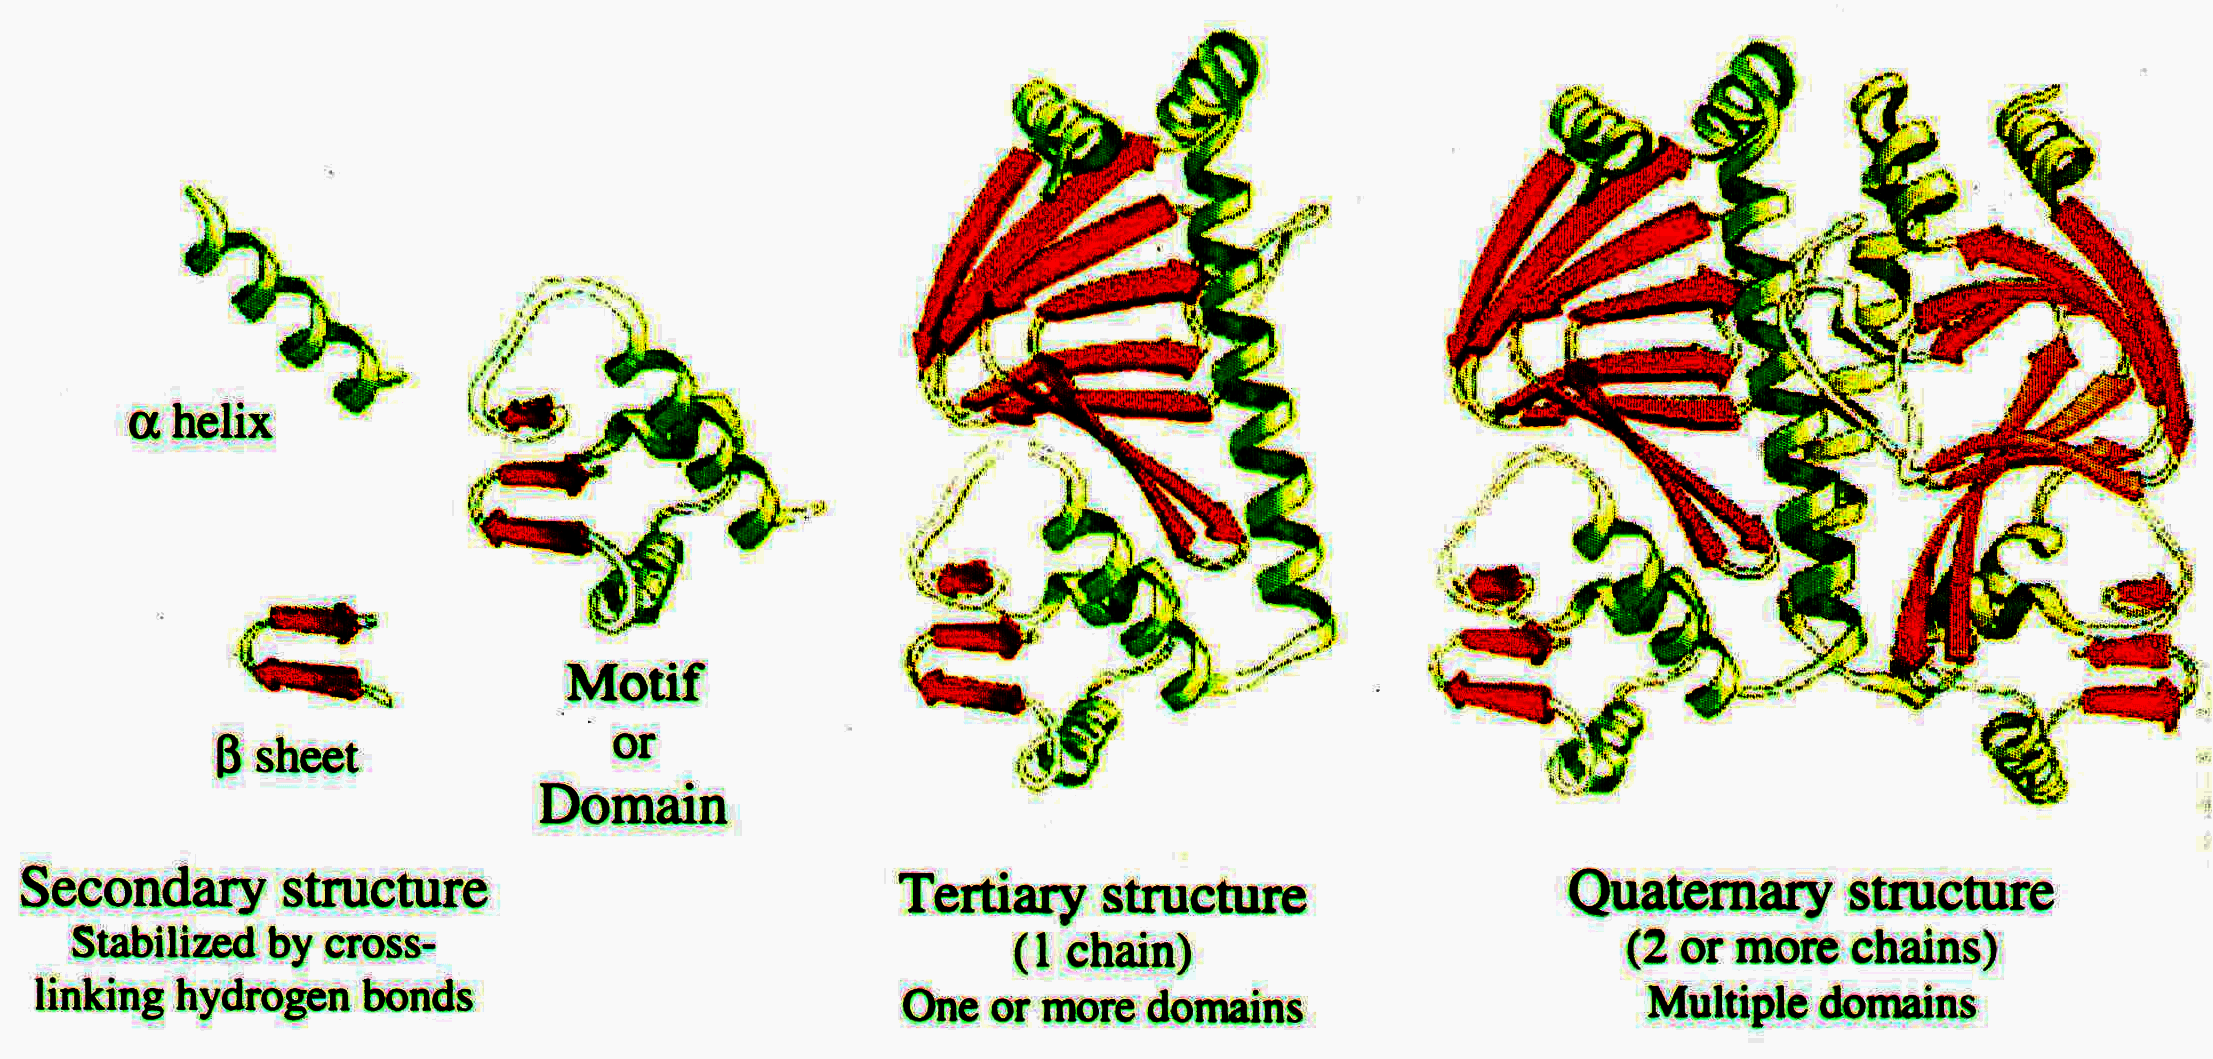 α helix
β sheet
Motif
or
Domain
Secondary structure
Stabilized by cross-
linking hydrogen bonds
Tertiary structure
(1 chain)
One or more domains
Quaternary structure
(2 or more chains)
Multiple domains